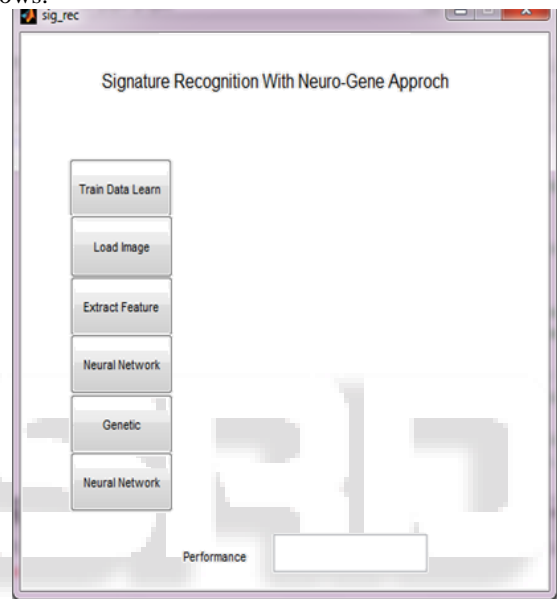 sig_rec
Signature Recognition With Neuro-Gene Approch
Train Data Learn
Load Image
Extract Feature
Neural Network
Genetic
Neural Network
Performance